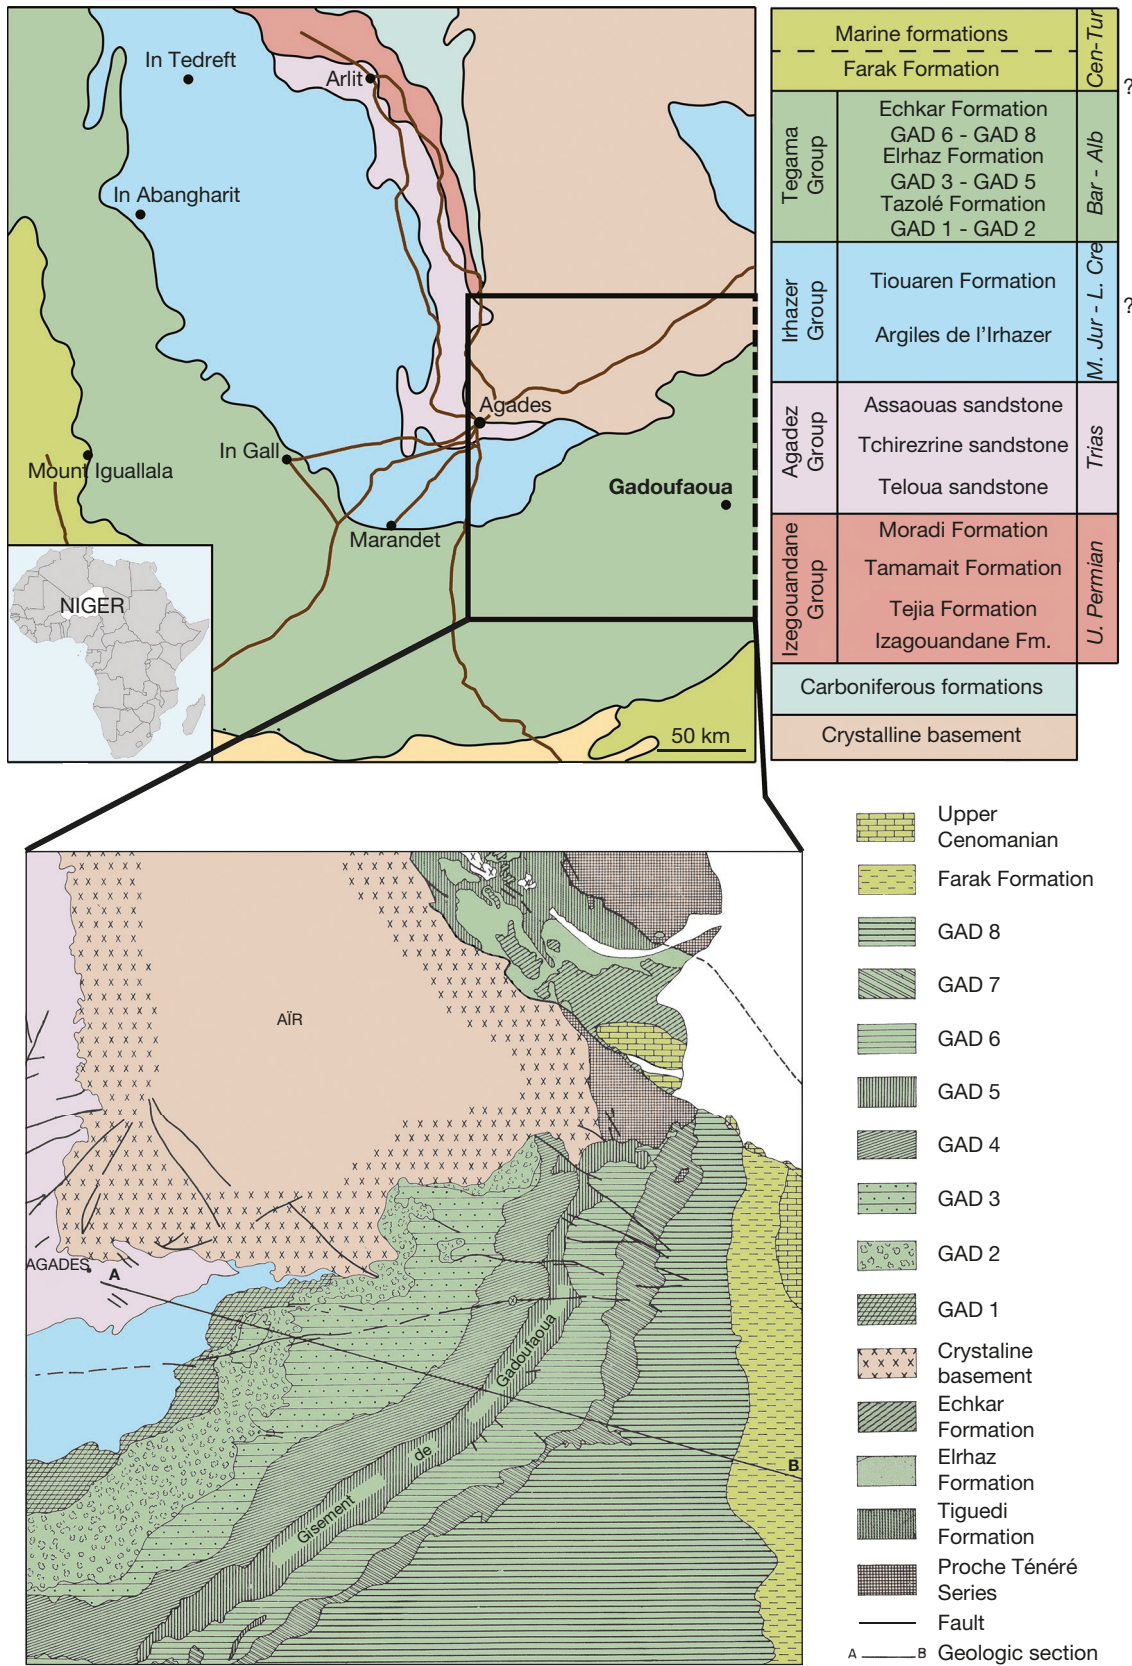 In Tedreft
Arlit
In Abangharit
Agades
In Gall
Mount Iguallala
Gadoufaoua
Marandet
NIGER
50 km
Marine formations
Farak Formation
Cen-Tur
?
Tegama
Group
Echkar Formation
GAD 6 - GAD 8
Elrhaz Formation
GAD 3 - GAD 5
Tazolé Formation
GAD 1 - GAD 2
Bar - Alb
Irhazer
Group
Tiouaren Formation
Argiles de l’Irhazer
M. Jur - L. Cre
?
Agadez
Group
Assaouas sandstone
Tchirezrine sandstone
Teloua sandstone
Trias
Izegouandane
Group
Moradi Formation
Tamamait Formation
Tejia Formation
Izagouandane Fm.
U. Permian
Carboniferous formations
Crystalline basement
AÏR
AGADES
A
B
Gisement
de
Gadoufaoua
Upper
Cenomanian
Farak Formation
GAD 8
GAD 7
GAD 6
GAD 5
GAD 4
GAD 3
GAD 2
GAD 1
Crystaline
basement
Echkar
Formation
Elrhaz
Formation
Tiguedi
Formation
Proche Ténéré
Series
Fault
A B Geologic section